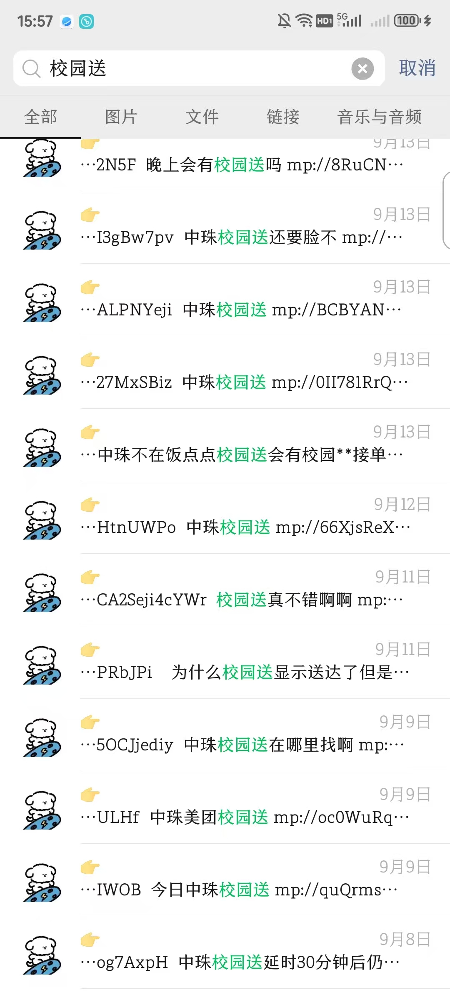 15:57 HD1 5G 100
校园送 取消
全部 图片 文件 链接 音乐与音频
9月13日
…2N5F 晚上会有校园送吗 mp://8RuCN…
9月13日
…I3gBw7pv 中珠校园送还要脸不 mp://…
9月13日
…ALPNYeji 中珠校园送 mp://BCBYAN…
9月13日
…27MxSBiz 中珠校园送 mp://0II781RrQ…
9月13日
…中珠不在饭点点校园送会有校园**接单…
9月12日
…HtnUWPo 中珠校园送 mp://66XjsReX…
9月11日
…CA2Seji4cYWr 校园送真不错啊啊 mp:…
9月11日
…PRbJPi 为什么校园送显示送达了但是…
9月9日
…5OCJjediy 中珠校园送在哪里找啊 mp:…
9月9日
…ULHf 中珠美团校园送 mp://oc0WuRq…
9月9日
…IWOB 今日中珠校园送 mp://quQrms…
9月8日
…og7AxpH 中珠校园送延时30分钟后仍…